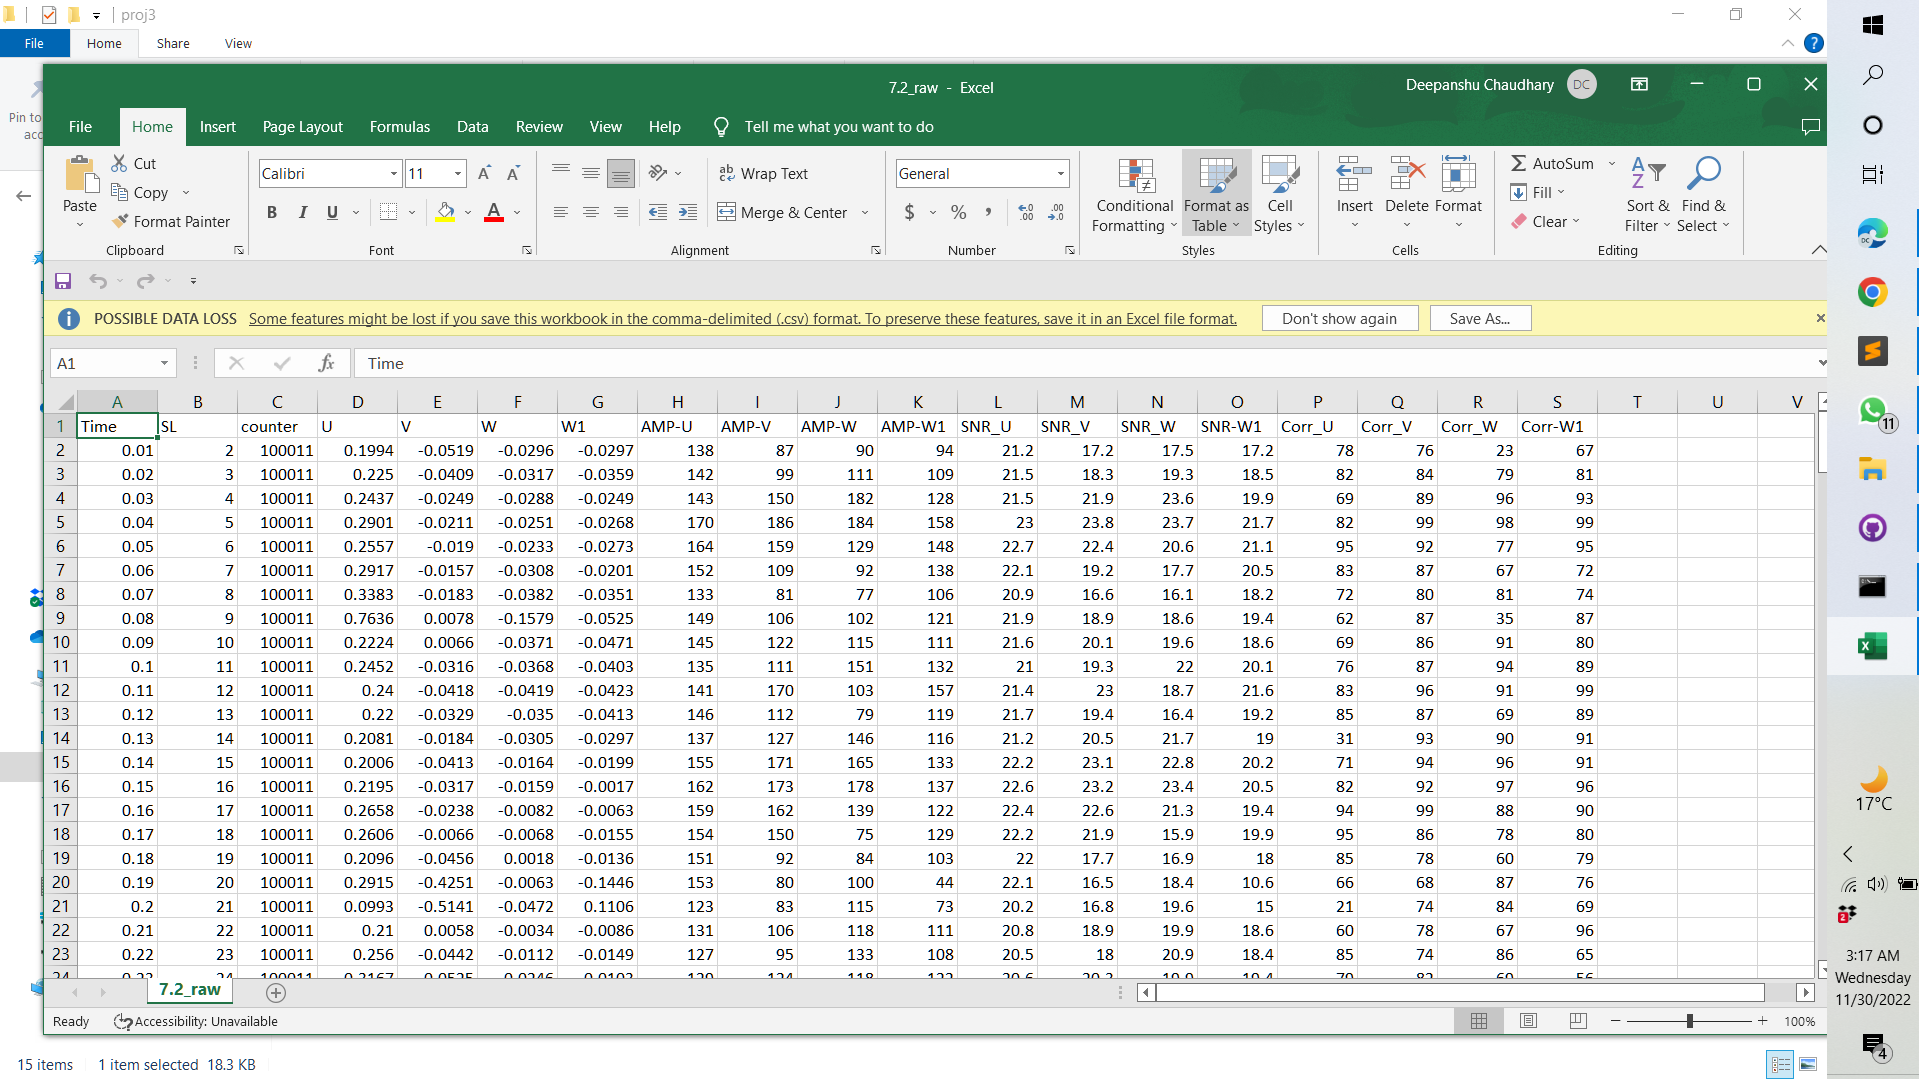 proj3
File Home Share View
Pin to
acc
7.2_raw - Excel
Deepanshu Chaudhary DC
File Home Insert Page Layout Formulas Data Review View Help Tell me what you want to do
Paste
Cut
Copy
Format Painter
Clipboard
Calibri 11
B I U
Font
Wrap Text
Merge & Center
Alignment
General
$ %
Number
Conditional Formatting
Format as Table
Cell Styles
Styles
Insert Delete Format
Cells
AutoSum
Fill
Clear
Sort & Filter
Find & Select
Editing
POSSIBLE DATA LOSS Some features might be lost if you save this workbook in the comma-delimited (.csv) format. To preserve these features, save it in an Excel file format. Don't show again Save As...
A1 fx Time
A B C D E F G H I J K L M N O P Q R S T U V
1 Time SL counter U V W W1 AMP-U AMP-V AMP-W AMP-W1 SNR_U SNR_V SNR_W SNR-W1 Corr_U Corr_V Corr_W Corr-W1
2 0.01 2 100011 0.1994 -0.0519 -0.0296 -0.0297 138 87 90 94 21.2 17.2 17.5 17.2 78 76 23 67
3 0.02 3 100011 0.225 -0.0409 -0.0317 -0.0359 142 99 111 109 21.5 18.3 19.3 18.5 82 84 79 81
4 0.03 4 100011 0.2437 -0.0249 -0.0288 -0.0249 143 150 182 128 21.5 21.9 23.6 19.9 69 89 96 93
5 0.04 5 100011 0.2901 -0.0211 -0.0251 -0.0268 170 186 184 158 23 23.8 23.7 21.7 82 99 98 99
6 0.05 6 100011 0.2557 -0.019 -0.0233 -0.0273 164 159 129 148 22.7 22.4 20.6 21.1 95 92 77 95
7 0.06 7 100011 0.2917 -0.0157 -0.0308 -0.0201 152 109 92 138 22.1 19.2 17.7 20.5 83 87 67 72
8 0.07 8 100011 0.3383 -0.0183 -0.0382 -0.0351 133 81 77 106 20.9 16.6 16.1 18.2 72 80 81 74
9 0.08 9 100011 0.7636 0.0078 -0.1579 -0.0525 149 106 102 121 21.9 18.9 18.6 19.4 62 87 35 87
10 0.09 10 100011 0.2224 0.0066 -0.0371 -0.0471 145 122 115 111 21.6 20.1 19.6 18.6 69 86 91 80
11 0.1 11 100011 0.2452 -0.0316 -0.0368 -0.0403 135 111 151 132 21 19.3 22 20.1 76 87 94 89
12 0.11 12 100011 0.24 -0.0418 -0.0419 -0.0423 141 170 103 157 21.4 23 18.7 21.6 83 96 91 99
13 0.12 13 100011 0.22 -0.0329 -0.035 -0.0413 146 112 79 119 21.7 19.4 16.4 19.2 85 87 69 89
14 0.13 14 100011 0.2081 -0.0184 -0.0305 -0.0297 137 127 146 116 21.2 20.5 21.7 19 31 93 90 91
15 0.14 15 100011 0.2006 -0.0413 -0.0164 -0.0199 155 171 165 133 22.2 23.1 22.8 20.2 71 94 96 91
16 0.15 16 100011 0.2195 -0.0317 -0.0159 -0.0017 162 173 178 137 22.6 23.2 23.4 20.5 82 92 97 96
17 0.16 17 100011 0.2658 -0.0238 -0.0082 -0.0063 159 162 139 122 22.4 22.6 21.3 19.4 94 99 88 90
18 0.17 18 100011 0.2606 -0.0066 -0.0068 -0.0155 154 150 75 129 22.2 21.9 15.9 19.9 95 86 78 80
19 0.18 19 100011 0.2096 -0.0456 0.0018 -0.0136 151 92 84 103 22 17.7 16.9 18 85 78 60 79
20 0.19 20 100011 0.2915 -0.4251 -0.0063 -0.1446 153 80 100 44 22.1 16.5 18.4 10.6 66 68 87 76
21 0.2 21 100011 0.0993 -0.5141 -0.0472 0.1106 123 83 115 73 20.2 16.8 19.6 15 21 74 84 69
22 0.21 22 100011 0.21 0.0058 -0.0034 -0.0086 131 106 118 111 20.8 18.9 19.9 18.6 60 78 67 96
23 0.22 23 100011 0.256 -0.0442 -0.0112 -0.0149 127 95 133 108 20.5 18 20.9 18.4 85 74 86 65
7.2_raw
Ready Accessibility: Unavailable 100%
15 items 1 item selected 18.3 KB
DC
11
17°C
2
3:17 AM
Wednesday
11/30/2022
4